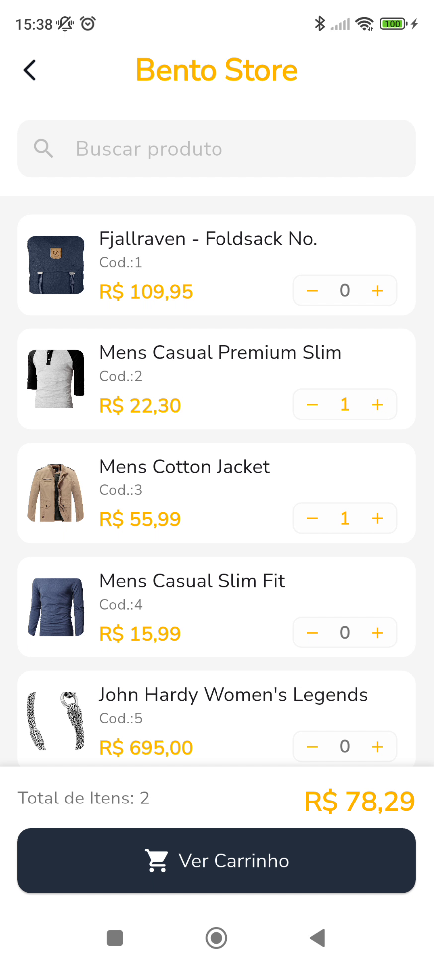 15:38
100
Bento Store
Buscar produto
Fjallraven - Foldsack No.
Cod.:1
R$ 109,95
0
Mens Casual Premium Slim
Cod.:2
R$ 22,30
1
Mens Cotton Jacket
Cod.:3
R$ 55,99
1
Mens Casual Slim Fit
Cod.:4
R$ 15,99
0
John Hardy Women's Legends
Cod.:5
R$ 695,00
0
Total de Itens: 2
R$ 78,29
Ver Carrinho